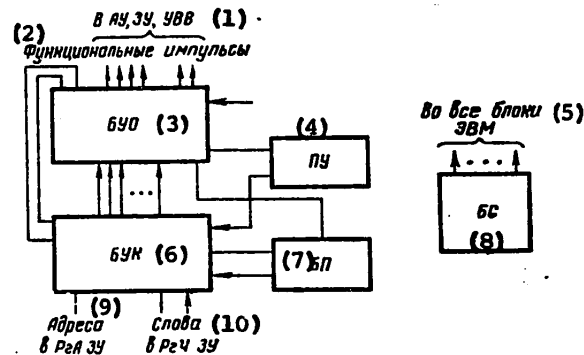 В АУ, ЗУ, УВВ (1)
(2)
Функциональные импульсы
БУО (3)
(4)
ПУ
Во все блоки (5)
ЭВМ
БС
(8)
БУК (6)
(7) БП
(9)
Адреса
в РгА ЗУ
Слова (10)
в РгЧ ЗУ